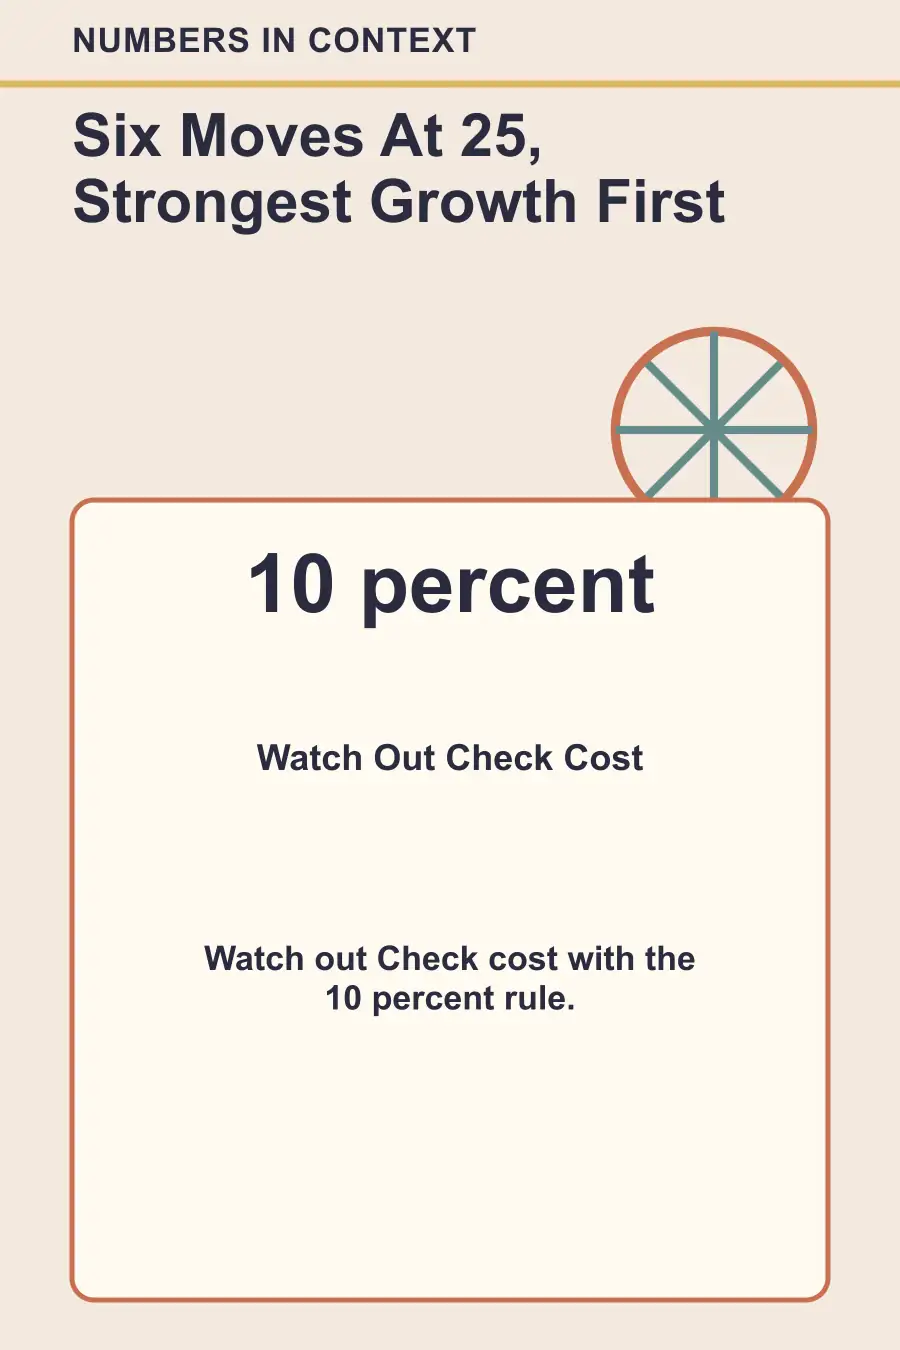 NUMBERS IN CONTEXT
Six Moves At 25,
Strongest Growth First
10 percent
Watch Out Check Cost
Watch out Check cost with the
10 percent rule.